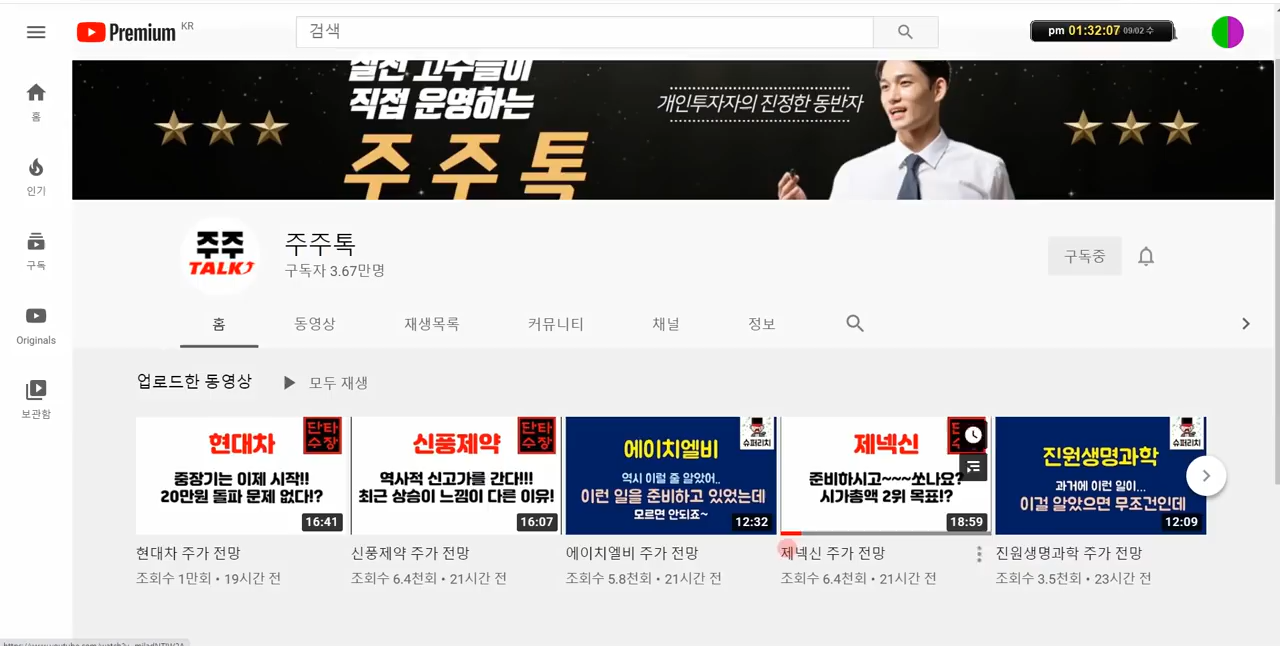 Premium KR
검색
pm 01:32:07 09/02 수
홈
인기
구독
Originals
보관함
실전 고수들이
직접 운영하는
주주톡
개인투자자의 진정한 동반자
주주
TALK
주주톡
구독자 3.67만명
구독중
홈 동영상 재생목록 커뮤니티 채널 정보
업로드한 동영상 모두 재생
현대차
단타
수장
중장기는 이제 시작!!
20만원 돌파 문제 없다!?
16:41
현대차 주가 전망
조회수 1만회 • 19시간 전
신풍제약
단타
수장
역사적 신고가를 간다!!!
최근 상승이 느낌이 다른 이유!
16:07
신풍제약 주가 전망
조회수 6.4천회 • 21시간 전
에이치엘비
슈퍼리치
역시 이럴 줄 알았어..
이런 일을 준비하고 있었는데
모르면 안되죠~
12:32
에이치엘비 주가 전망
조회수 5.8천회 • 21시간 전
제넥신
준비하시고~~~쏘나요?
시가총액 2위 목표!?
18:59
제넥신 주가 전망
조회수 6.4천회 • 21시간 전
진원생명과학
슈퍼리치
과거에 이런 일이...
이걸 알았으면 무조건인데
12:09
진원생명과학 주가 전망
조회수 3.5천회 • 23시간 전